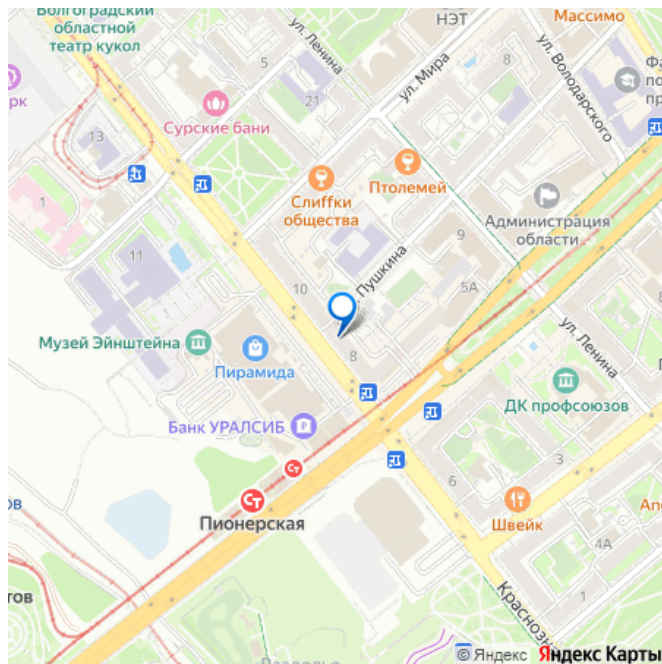 Волгоградский
областной
театр кукол
НЭТ
Массимо
ул. Ленина
ул. Мира
ул. Володарского
5
8
21
Сурские бани
13
1
Слиффки
общества
Птолемей
Администрация
области
9
11
10
Пушкина
5А
ул. Ленина
Музей Эйнштейна
Пирамида
8
ДК профсоюзов
Банк УРАЛСИБ
6
3
Пионерская
Швейк
4А
1
© Яндекс
Яндекс Карты